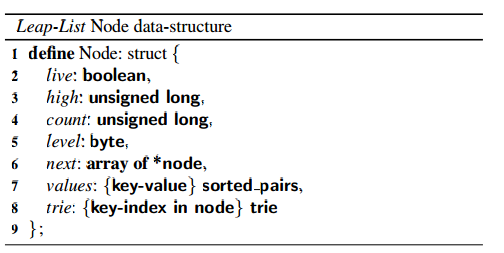 Leap-List Node data-structure
1 define Node: struct {
2 live: boolean,
3 high: unsigned long,
4 count: unsigned long,
5 level: byte,
6 next: array of *node,
7 values: {key-value} sorted_pairs,
8 trie: {key-index in node} trie
9 };